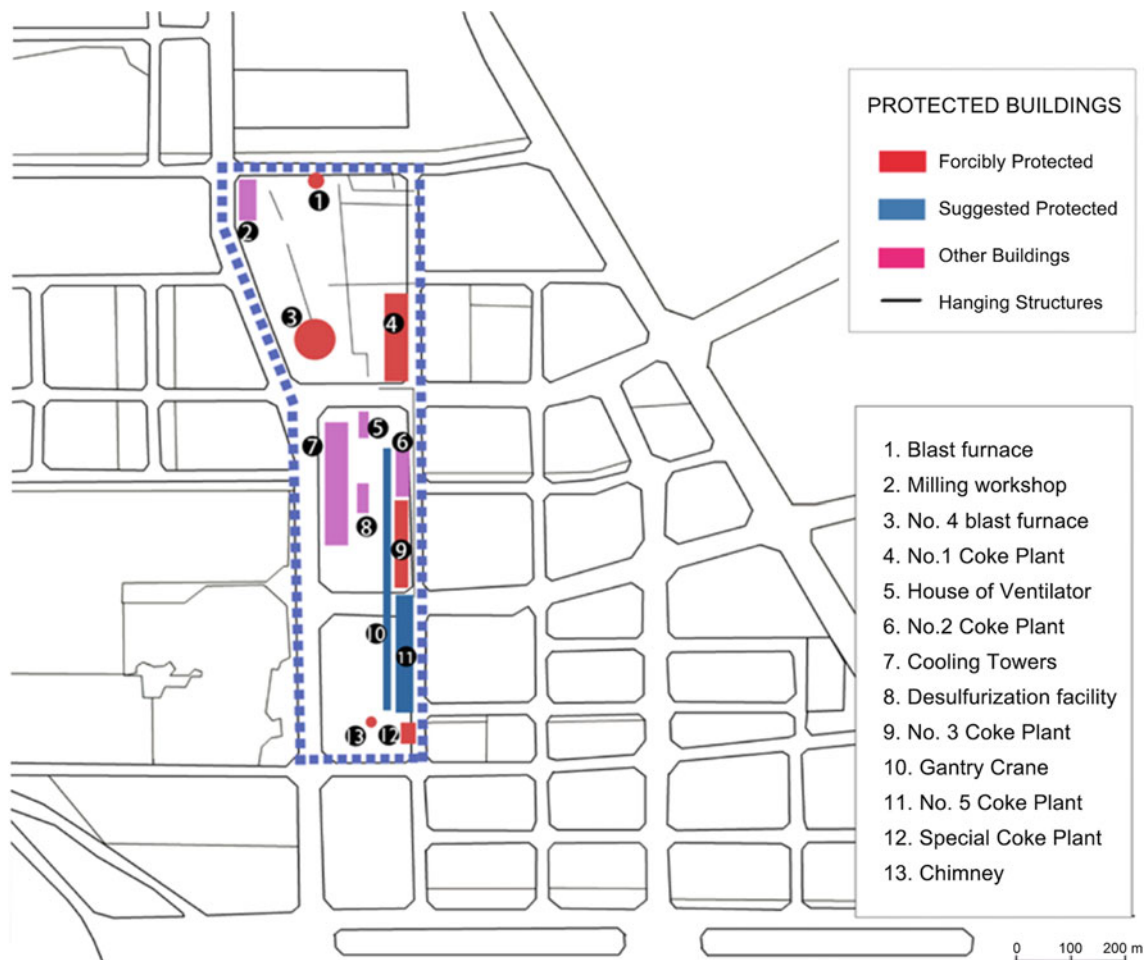 PROTECTED BUILDINGS
Forcibly Protected
Suggested Protected
Other Buildings
Hanging Structures
1
2
3
4
5
6
7
8
9
10
11
12
13
1. Blast furnace
2. Milling workshop
3. No. 4 blast furnace
4. No.1 Coke Plant
5. House of Ventilator
6. No.2 Coke Plant
7. Cooling Towers
8. Desulfurization facility
9. No. 3 Coke Plant
10. Gantry Crane
11. No. 5 Coke Plant
12. Special Coke Plant
13. Chimney
0 100 200 m